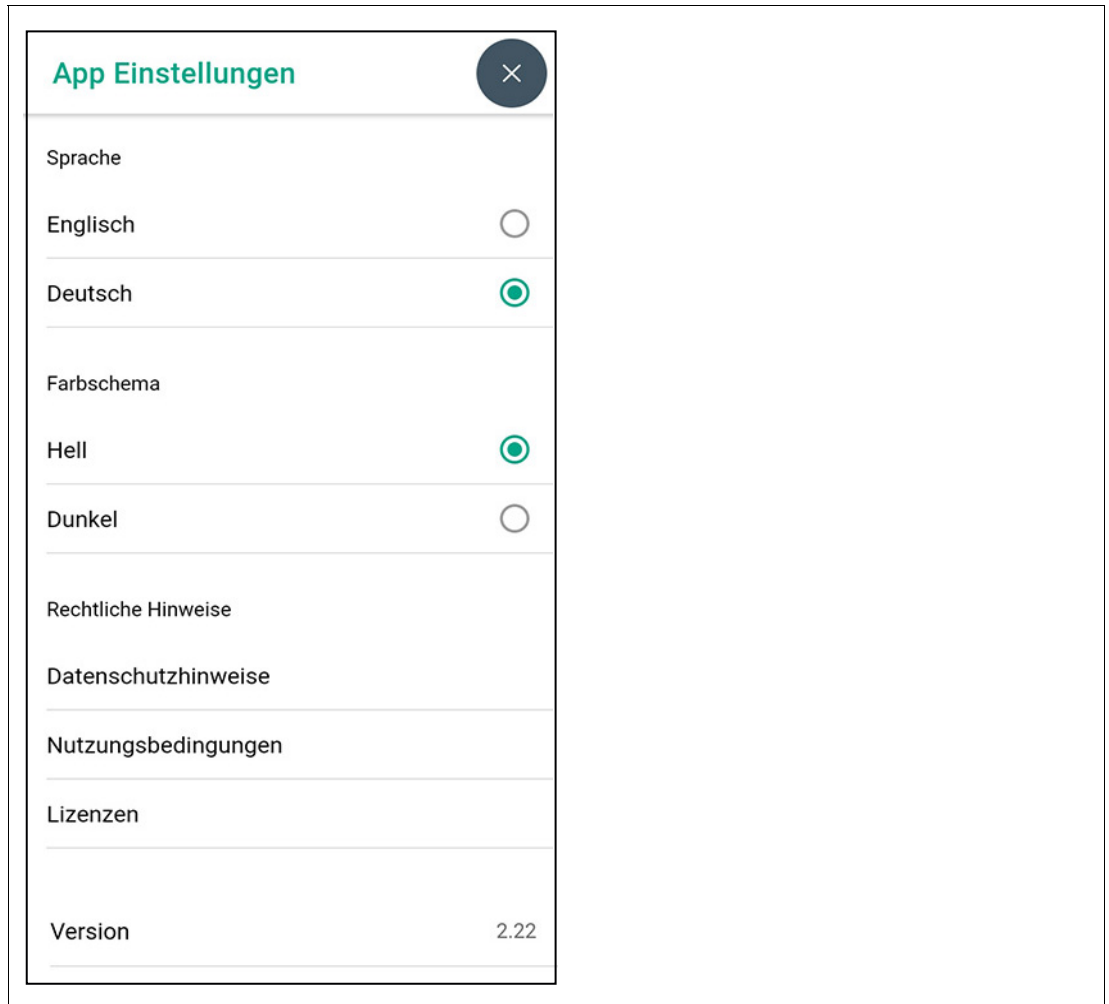 App Einstellungen
Sprache
Englisch
Deutsch
Farbschema
Hell
Dunkel
Rechtliche Hinweise
Datenschutzhinweise
Nutzungsbedingungen
Lizenzen
Version 2.22